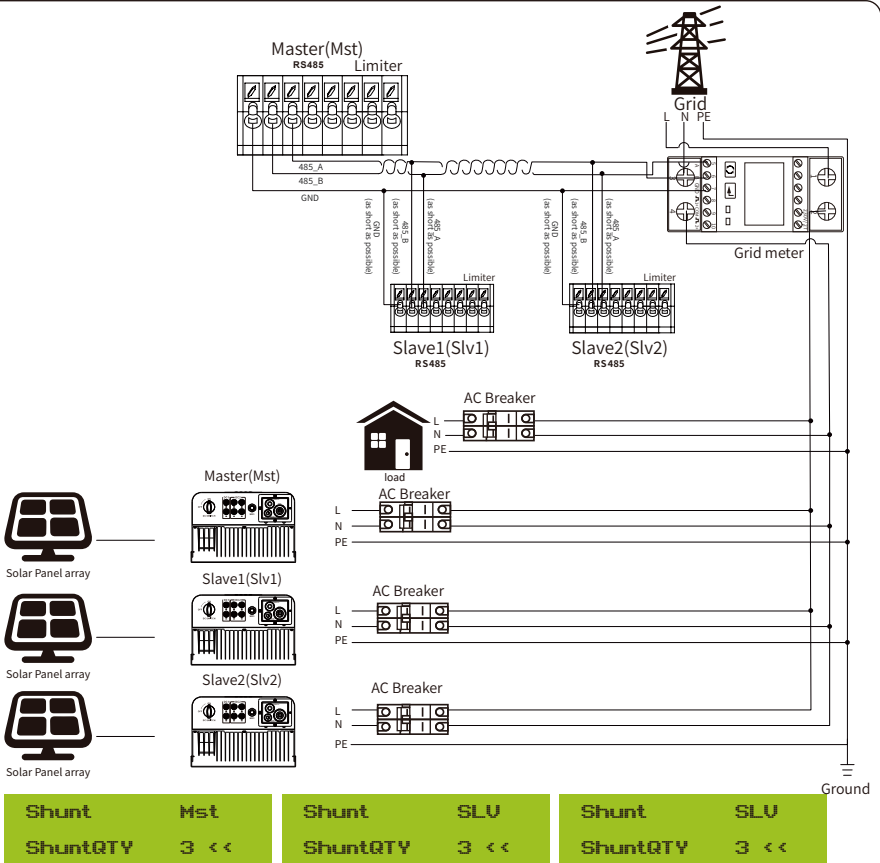 Master(Mst)
RS485
Limiter
Grid
L N PE
485_A
485_B
GND
GND
(as short as possible)
485_B
(as short as possible)
485_A
(as short as possible)
GND
(as short as possible)
485_B
(as short as possible)
485_A
(as short as possible)
Grid meter
Limiter
Limiter
Slave1(Slv1)
RS485
Slave2(Slv2)
RS485
AC Breaker
L
N
PE
load
Master(Mst)
AC Breaker
L
N
PE
Solar Panel array
Slave1(Slv1)
AC Breaker
L
N
PE
Solar Panel array
Slave2(Slv2)
AC Breaker
L
N
PE
Solar Panel array
Ground
Shunt Mst
ShuntQTY 3 <<
Shunt SLV
ShuntQTY 3 <<
Shunt SLV
ShuntQTY 3 <<